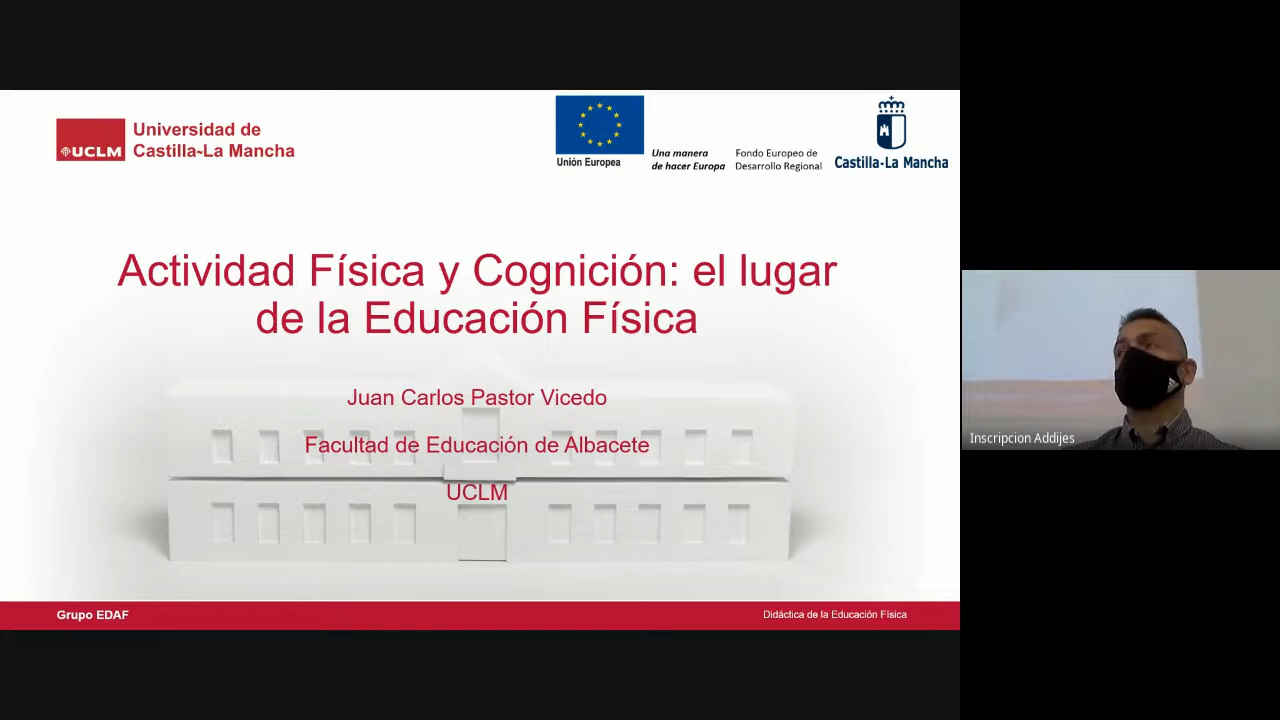 UCLM
Universidad de
Castilla-La Mancha
Unión Europea
Una manera
de hacer Europa
Fondo Europeo de
Desarrollo Regional
Castilla-La Mancha
Actividad Física y Cognición: el lugar
de la Educación Física
Juan Carlos Pastor Vicedo
Facultad de Educación de Albacete
UCLM
Inscripcion Addijes
Grupo EDAF
Didáctica de la Educación Física